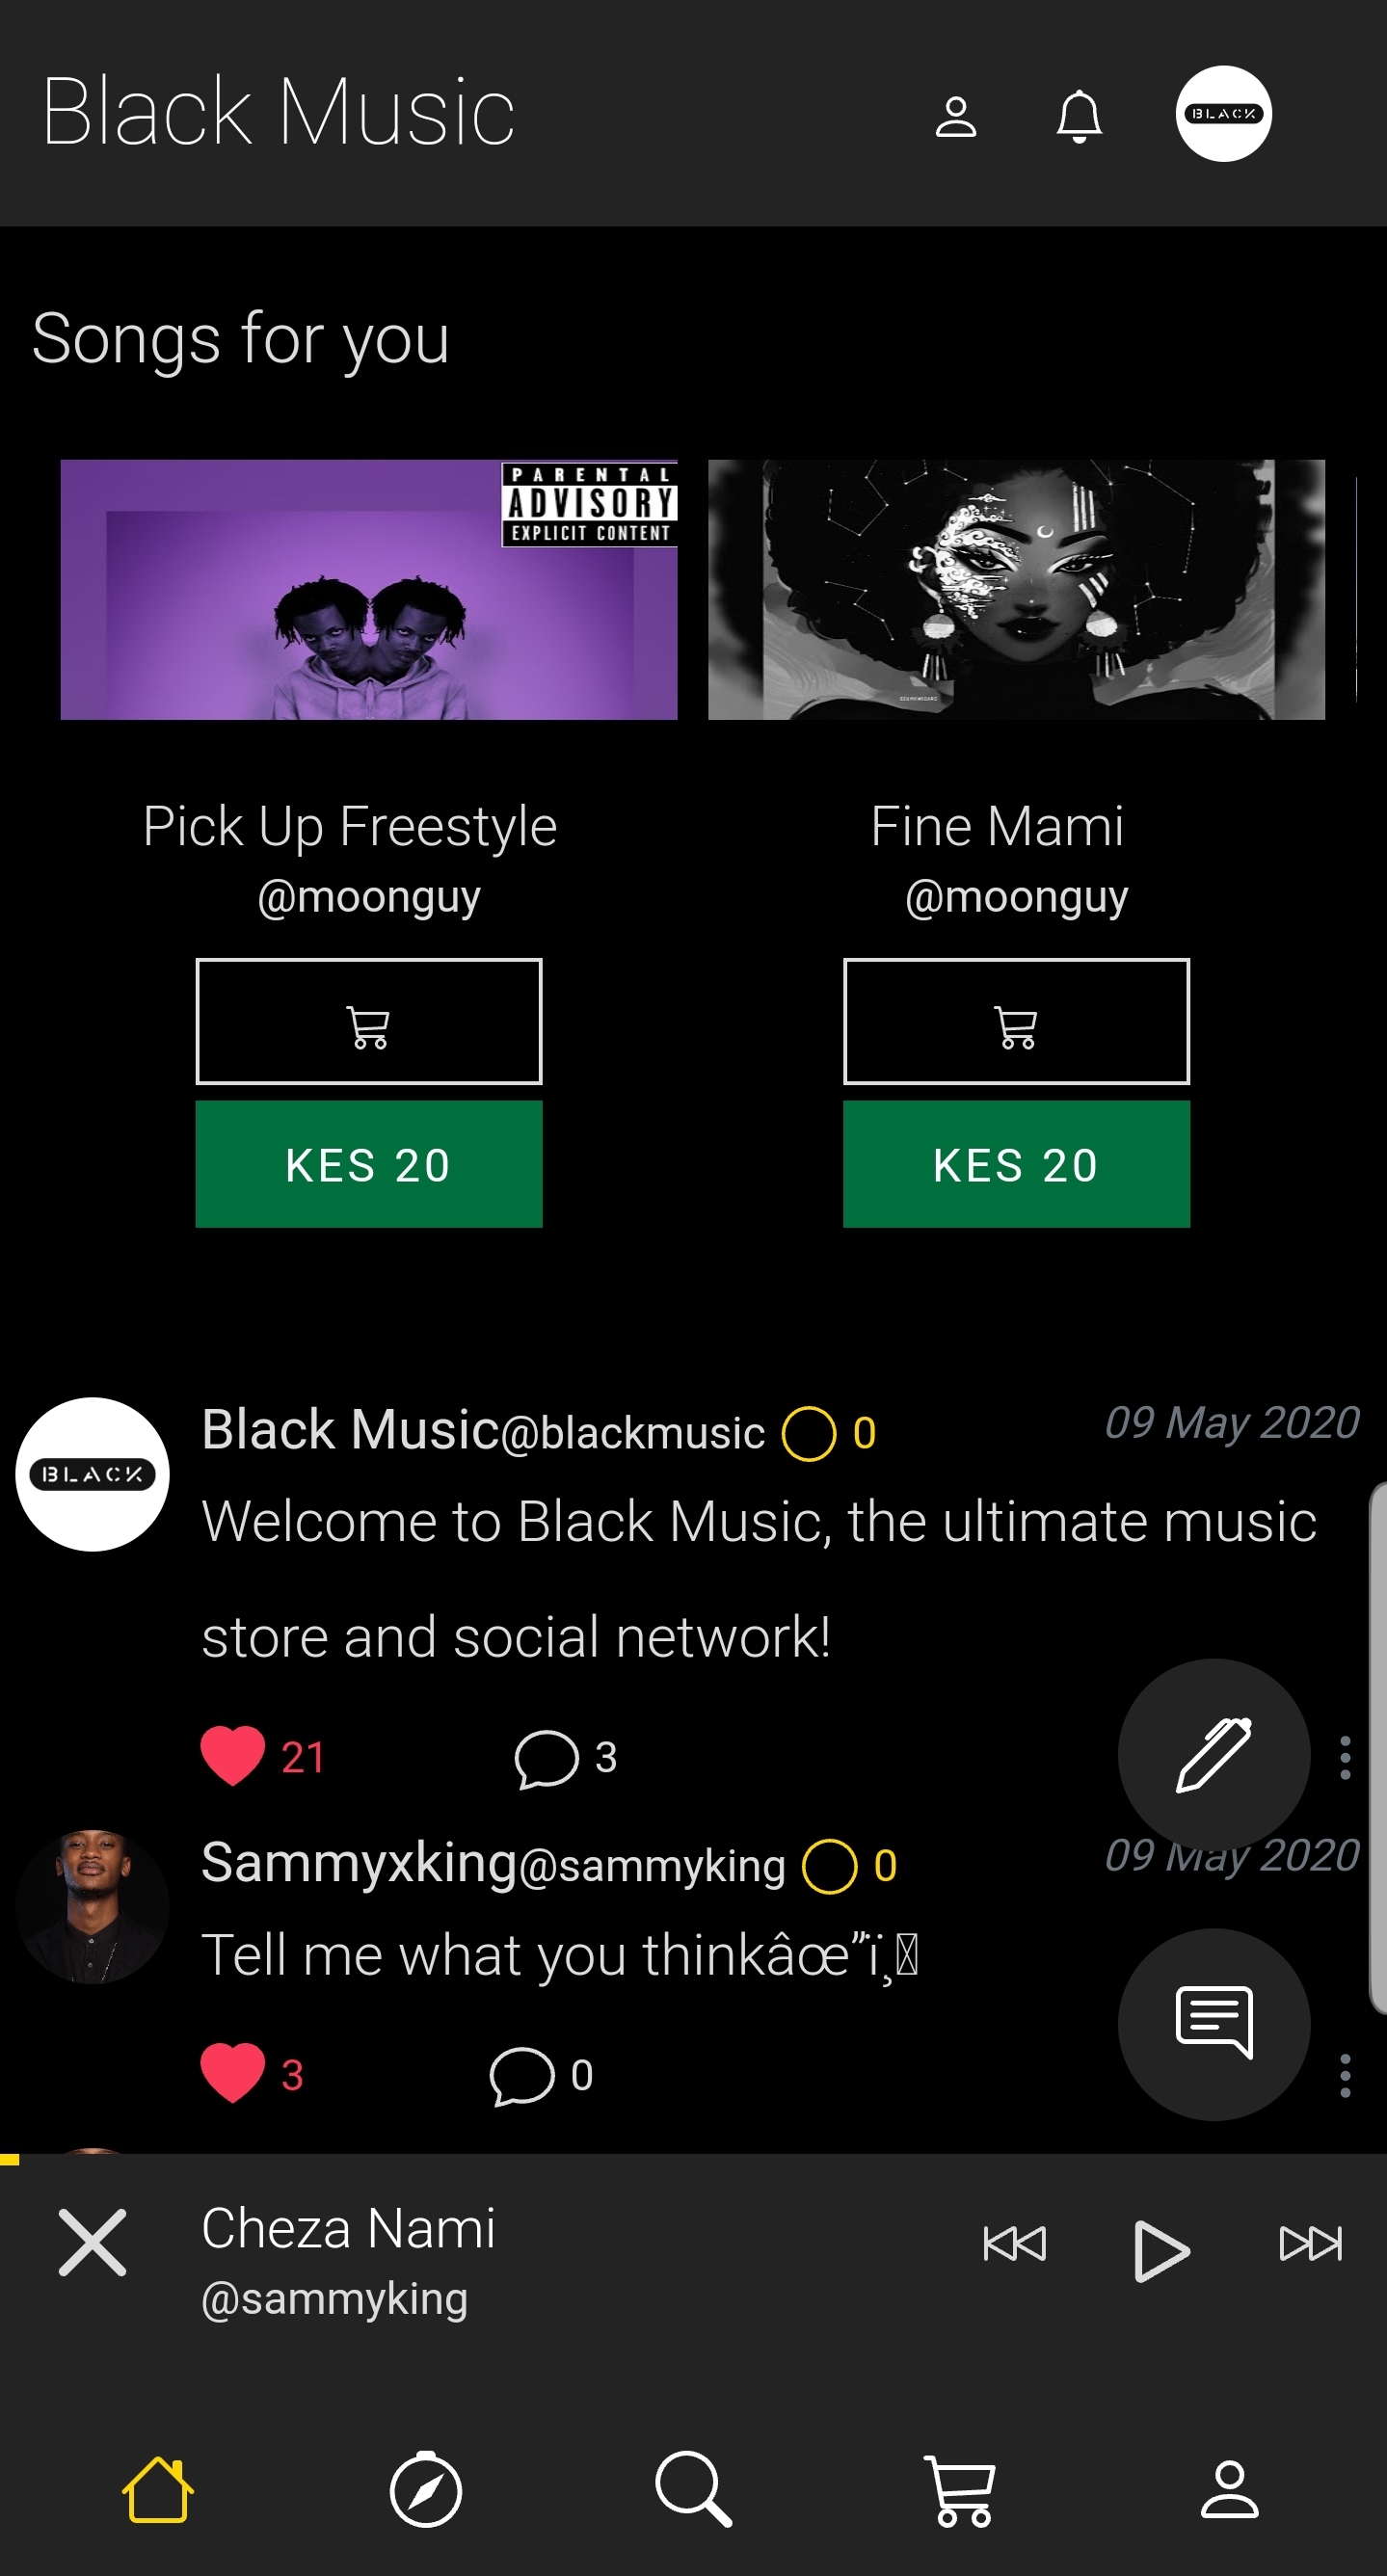 Black Music
BLACK
Songs for you
PARENTAL
ADVISORY
EXPLICIT CONTENT
Pick Up Freestyle
@moonguy
KES 20
Fine Mami
@moonguy
KES 20
BLACK
Black Music@blackmusic 0
09 May 2020
Welcome to Black Music, the ultimate music
store and social network!
21
3
Sammyxking@sammyking 0
09 May 2020
Tell me what you thinkâœ”ï¸
3
0
Cheza Nami
@sammyking